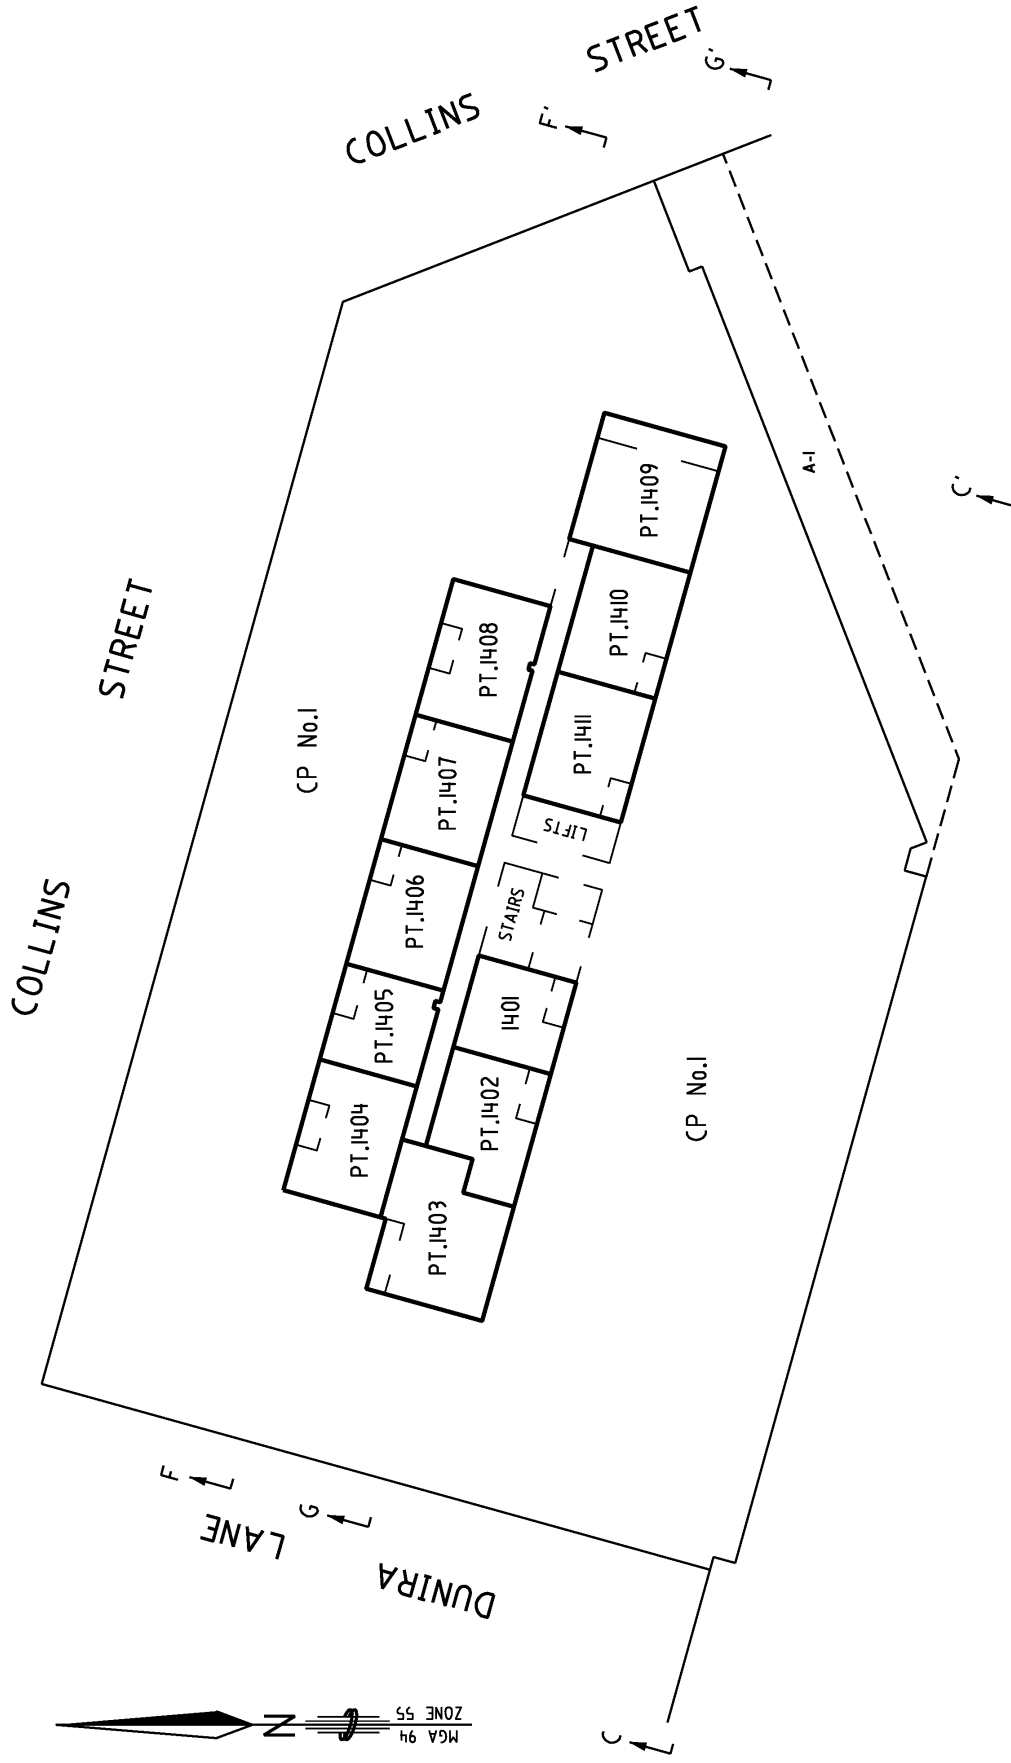 COLLINS STREET
G'
F'
C'
A-1
COLLINS STREET
CP No.1
PT.1409
PT.1410
PT.1411
PT.1408
PT.1407
PT.1406
PT.1405
PT.1404
LIFTS
STAIRS
1401
PT.1402
PT.1403
CP No.1
F
G
DUNIRA LANE
C
N
MGA 94
ZONE 55